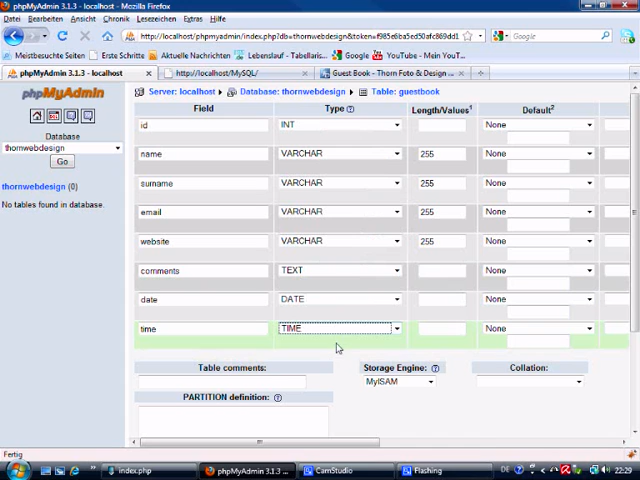 phpMyAdmin 3.1.3 - localhost - Mozilla Firefox
Datei Bearbeiten Ansicht Chronik Lesezeichen Extras Hilfe
http://localhost/phpmyadmin/index.php?db=thornwebdesign&token=f985e6ba5cd50afc869dd1 Google
Meistbesuchte Seiten Erste Schritte Aktuelle Nachrichten Lebenslauf - Tabellaris... Google YouTube - Mein YouT...
phpMyAdmin 3.1.3 - localhost http://localhost/MySQL/ Guest Book - Thorn Foto & Design ...
phpMyAdmin
Database
thornwebdesign
Go
thornwebdesign (0)
No tables found in database.
Server: localhost Database: thornwebdesign Table: guestbook
Field Type Length/Values1 Default2
id INT None
name VARCHAR 255 None
surname VARCHAR 255 None
email VARCHAR 255 None
website VARCHAR 255 None
comments TEXT None
date DATE None
time TIME None
Table comments: Storage Engine: Collation:
MyISAM
PARTITION definition:
Fertig
index.php phpMyAdmin 3.1.3 ... CamStudio Flashing DE 22:29